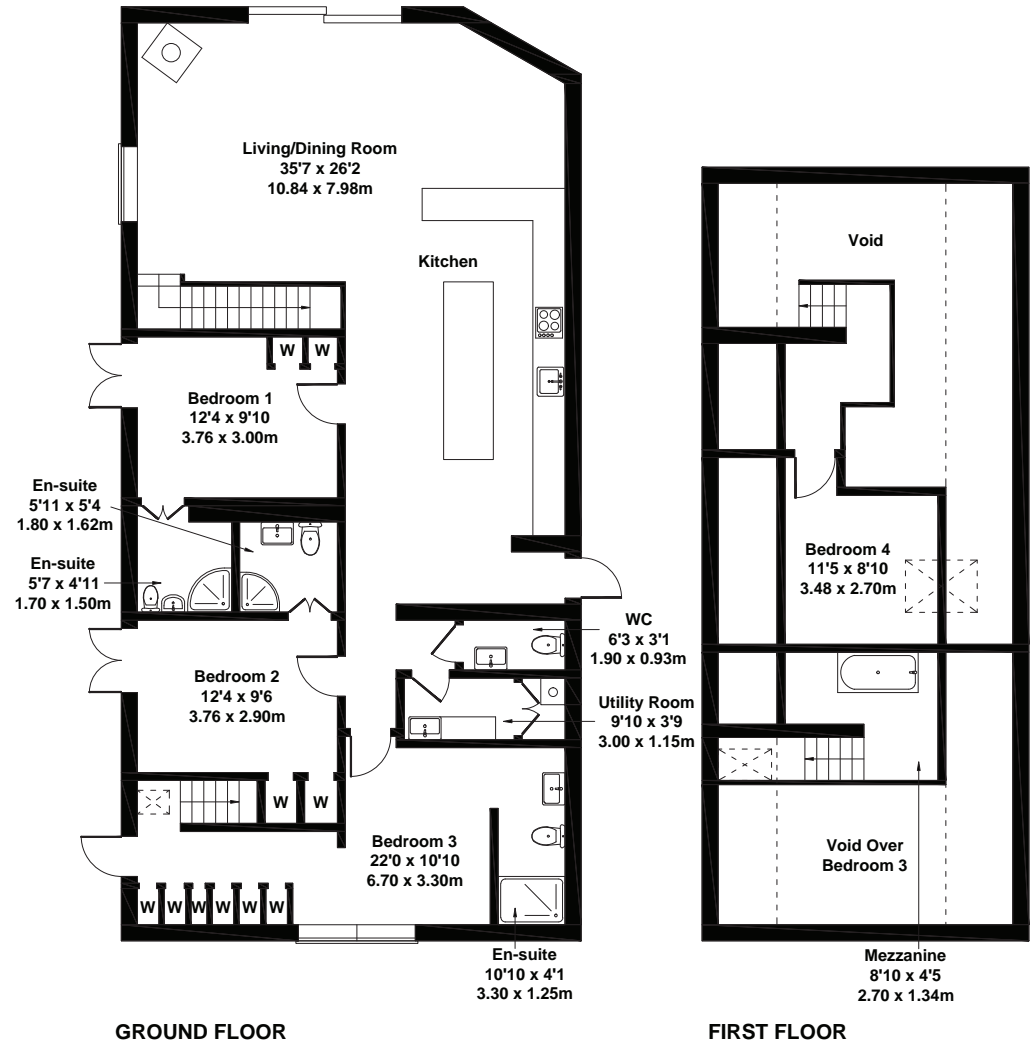 Living/Dining Room
35'7 x 26'2
10.84 x 7.98m
Kitchen
W W
Bedroom 1
12'4 x 9'10
3.76 x 3.00m
En-suite
5'11 x 5'4
1.80 x 1.62m
En-suite
5'7 x 4'11
1.70 x 1.50m
WC
6'3 x 3'1
1.90 x 0.93m
Bedroom 2
12'4 x 9'6
3.76 x 2.90m
Utility Room
9'10 x 3'9
3.00 x 1.15m
W W
Bedroom 3
22'0 x 10'10
6.70 x 3.30m
W W W W W W
En-suite
10'10 x 4'1
3.30 x 1.25m
GROUND FLOOR
Void
Bedroom 4
11'5 x 8'10
3.48 x 2.70m
Void Over
Bedroom 3
Mezzanine
8'10 x 4'5
2.70 x 1.34m
FIRST FLOOR